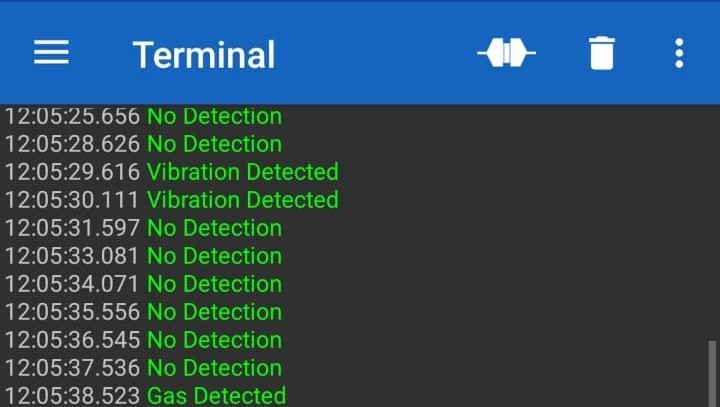 Terminal
12:05:25.656 No Detection
12:05:28.626 No Detection
12:05:29.616 Vibration Detected
12:05:30.111 Vibration Detected
12:05:31.597 No Detection
12:05:33.081 No Detection
12:05:34.071 No Detection
12:05:35.556 No Detection
12:05:36.545 No Detection
12:05:37.536 No Detection
12:05:38.523 Gas Detected